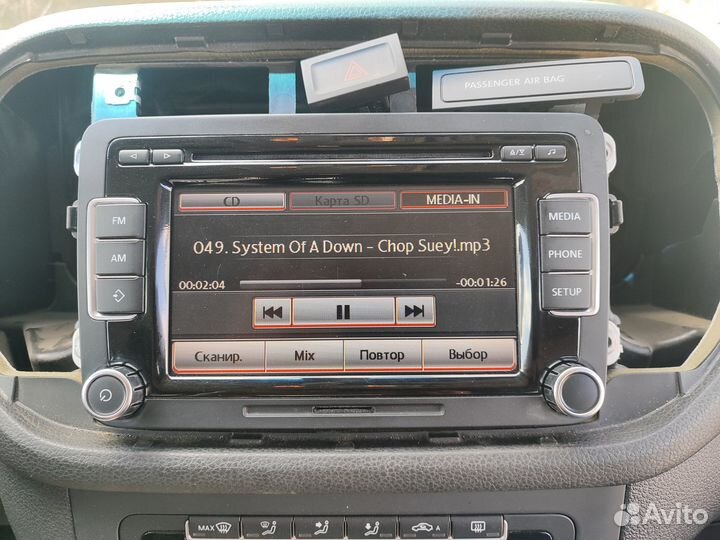 PASSENGER AIR BAG
CD Карта SD MEDIA-IN
FM
AM
MEDIA
PHONE
SETUP
049. System Of A Down - Chop Suey!.mp3
00:02:04 -00:01:26
Сканир. Mix Повтор Выбор
MAX
A
Avito